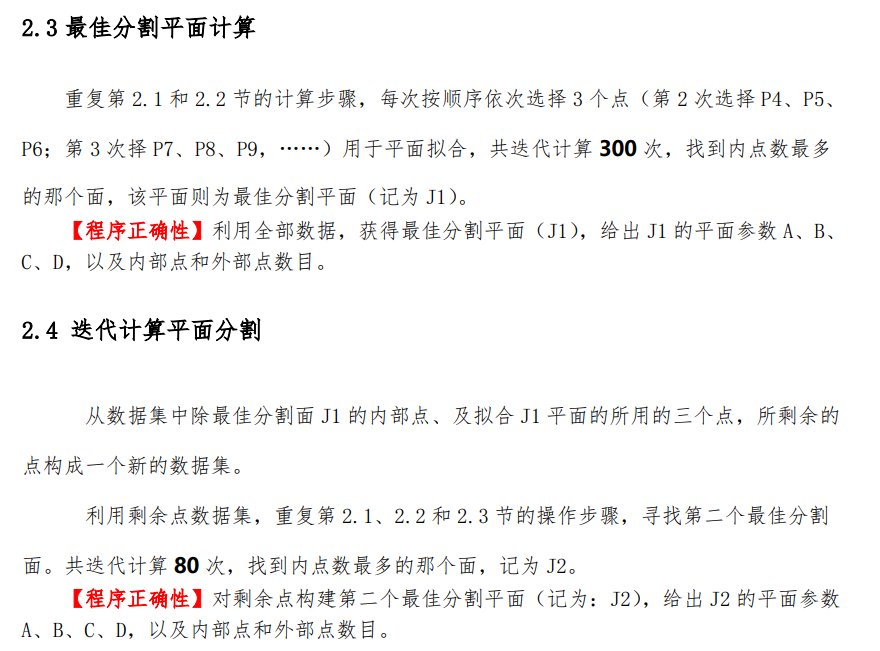 2.3 最佳分割平面计算
重复第 2.1 和 2.2 节的计算步骤，每次按顺序依次选择 3 个点（第 2 次选择 P4、P5、
P6；第 3 次择 P7、P8、P9，……）用于平面拟合，共迭代计算 300 次，找到内点数最多
的那个面，该平面则为最佳分割平面（记为 J1）。
【程序正确性】利用全部数据，获得最佳分割平面（J1），给出 J1 的平面参数 A、B、
C、D，以及内部点和外部点数目。
2.4 迭代计算平面分割
从数据集中除最佳分割面 J1 的内部点、及拟合 J1 平面的所用的三个点，所剩余的
点构成一个新的数据集。
利用剩余点数据集，重复第 2.1、2.2 和 2.3 节的操作步骤，寻找第二个最佳分割
面。共迭代计算 80 次，找到内点数最多的那个面，记为 J2。
【程序正确性】对剩余点构建第二个最佳分割平面（记为：J2），给出 J2 的平面参数
A、B、C、D，以及内部点和外部点数目。